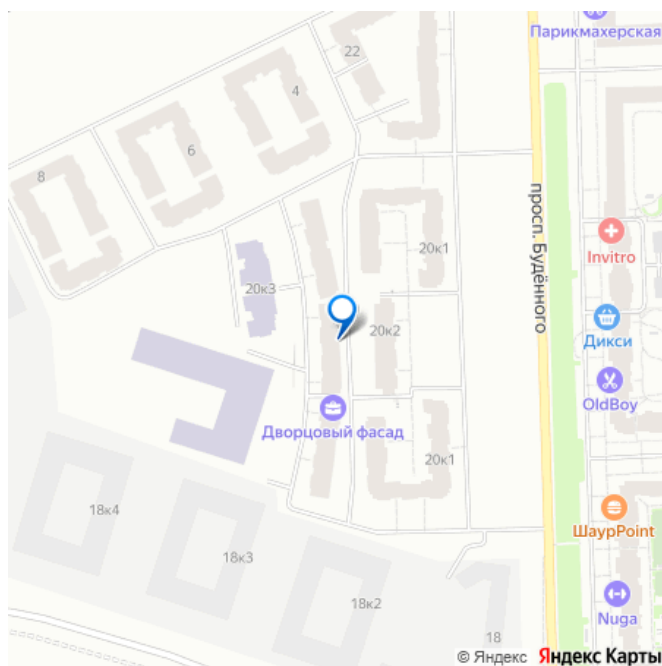 Парикмахерская
22
4
6
8
просп. Будённого
20к1
Invitro
20к3
20к2
Дикси
OldBoy
Дворцовый фасад
20к1
18к4
ШаурPoint
18к3
18к2
Nuga
18
© Яндекс Яндекс Карты